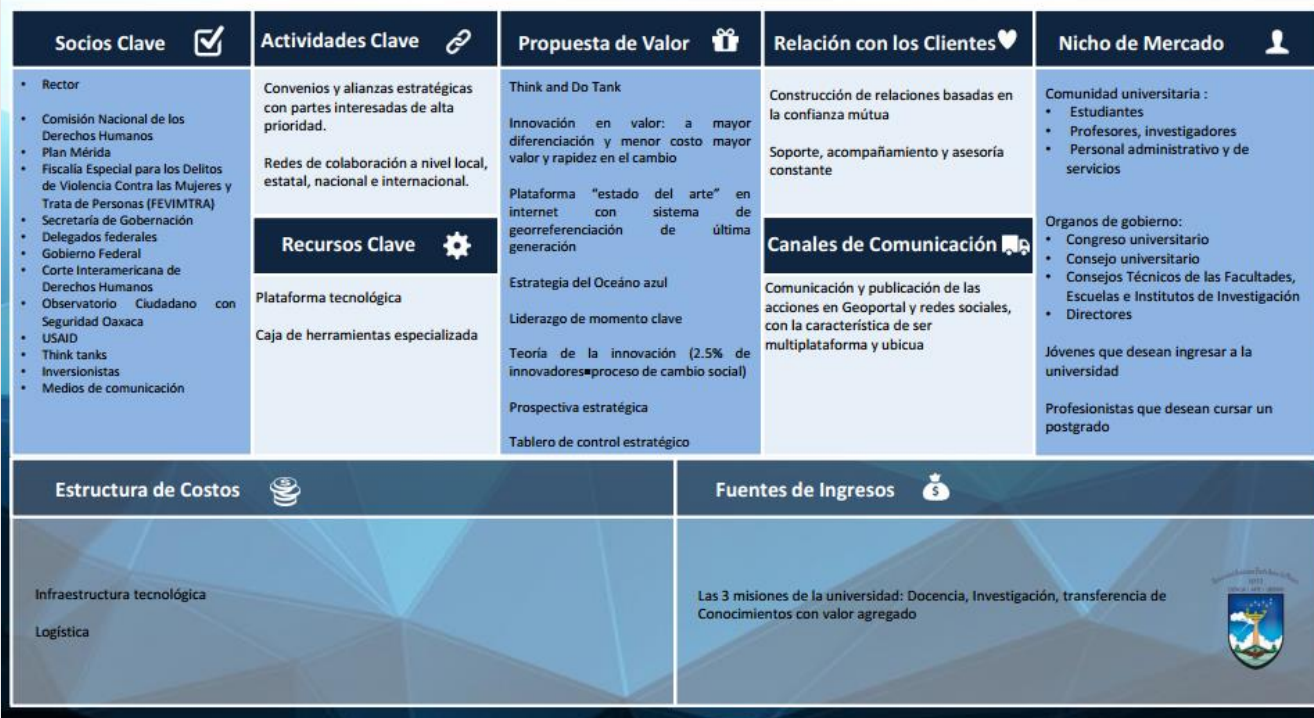 Socios Clave
• Rector
• Comisión Nacional de los
Derechos Humanos
• Plan Mérida
• Fiscalía Especial para los Delitos
de Violencia Contra las Mujeres y
Trata de Personas (FEVIMTRA)
• Secretaría de Gobernación
• Delegados federales
• Gobierno Federal
• Corte Interamericana de
Derechos Humanos
• Observatorio Ciudadano con
Seguridad Oaxaca
• USAID
• Think tanks
• Inversionistas
• Medios de comunicación
Actividades Clave
Convenios y alianzas estratégicas
con partes interesadas de alta
prioridad.
Redes de colaboración a nivel local,
estatal, nacional e internacional.
Recursos Clave
Plataforma tecnológica
Caja de herramientas especializada
Propuesta de Valor
Think and Do Tank
Innovación en valor: a mayor
diferenciación y menor costo mayor
valor y rapidez en el cambio
Plataforma "estado del arte" en
internet con sistema de
georreferenciación de última
generación
Estrategia del Oceáno azul
Liderazgo de momento clave
Teoría de la innovación (2.5% de
innovadores=proceso de cambio social)
Prospectiva estratégica
Tablero de control estratégico
Relación con los Clientes
Construcción de relaciones basadas en
la confianza mútua
Soporte, acompañamiento y asesoría
constante
Canales de Comunicación
Comunicación y publicación de las
acciones en Geoportal y redes sociales,
con la característica de ser
multiplataforma y ubicua
Nicho de Mercado
Comunidad universitaria :
• Estudiantes
• Profesores, investigadores
• Personal administrativo y de
servicios
Organos de gobierno:
• Congreso universitario
• Consejo universitario
• Consejos Técnicos de las Facultades,
Escuelas e Institutos de Investigación
• Directores
Jóvenes que desean ingresar a la
universidad
Profesionistas que desean cursar un
postgrado
Estructura de Costos
Infraestructura tecnológica
Logística
Fuentes de Ingresos
Las 3 misiones de la universidad: Docencia, Investigación, transferencia de
Conocimientos con valor agregado